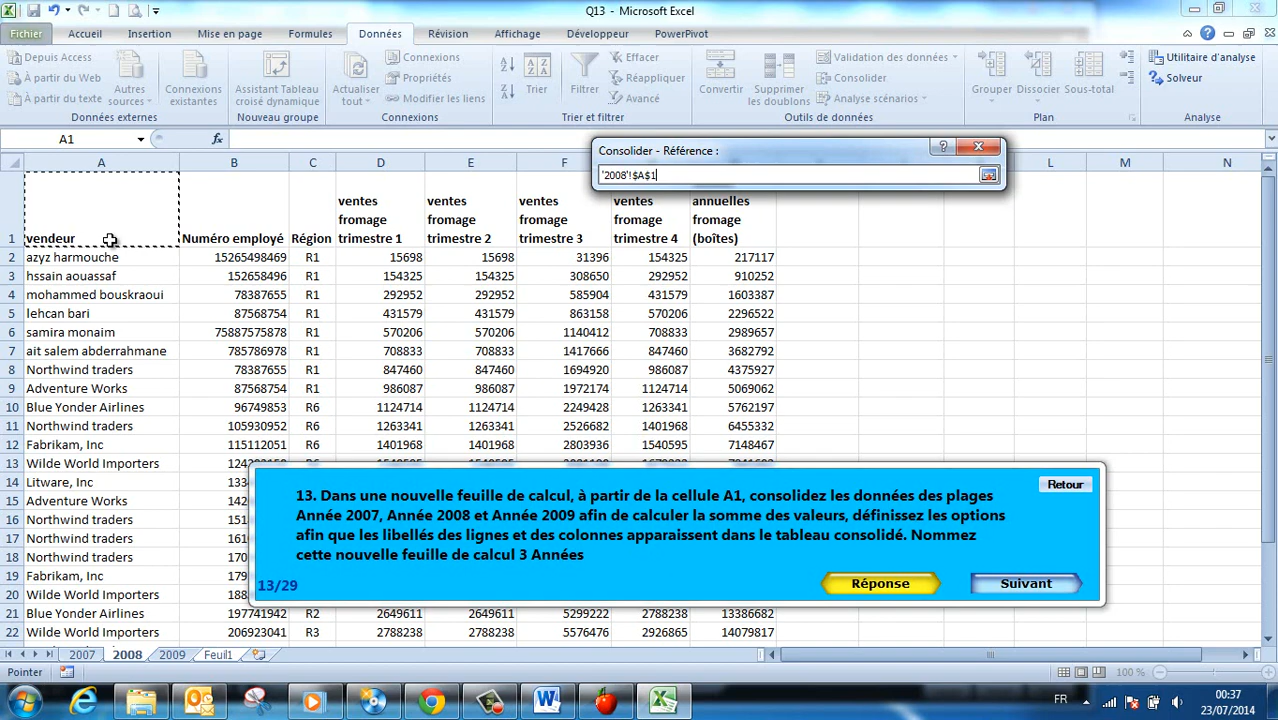 Q13 - Microsoft Excel
Fichier Accueil Insertion Mise en page Formules Données Révision Affichage Développeur PowerPivot
Depuis Access
À partir du Web
À partir du texte
Autres sources
Connexions existantes
Assistant Tableau croisé dynamique
Actualiser tout
Connexions
Propriétés
Modifier les liens
Trier
Filtrer
Effacer
Réappliquer
Avancé
Convertir
Supprimer les doublons
Validation des données
Consolider
Analyse scénarios
Grouper Dissocier Sous-total
Utilitaire d'analyse
Solveur
Données externes Nouveau groupe Connexions Trier et filtrer Outils de données Plan Analyse
A1 fx
Consolider - Référence :
'2008'!$A$1
A B C D E F L M N
1 vendeur Numéro employé Région ventes fromage trimestre 1 ventes fromage trimestre 2 ventes fromage trimestre 3 ventes fromage trimestre 4 annuelles fromage (boîtes)
2 azyz harmouche 15265498469 R1 15698 15698 31396 154325 217117
3 hssain aouassaf 152658496 R1 154325 154325 308650 292952 910252
4 mohammed bouskraoui 78387655 R1 292952 292952 585904 431579 1603387
5 lehcan bari 87568754 R1 431579 431579 863158 570206 2296522
6 samira monaim 75887575878 R1 570206 570206 1140412 708833 2989657
7 ait salem abderrahmane 785786978 R1 708833 708833 1417666 847460 3682792
8 Northwind traders 78387655 R1 847460 847460 1694920 986087 4375927
9 Adventure Works 87568754 R1 986087 986087 1972174 1124714 5069062
10 Blue Yonder Airlines 96749853 R6 1124714 1124714 2249428 1263341 5762197
11 Northwind traders 105930952 R6 1263341 1263341 2526682 1401968 6455332
12 Fabrikam, Inc 115112051 R6 1401968 1401968 2803936 1540595 7148467
13 Wilde World Importers
14 Litware, Inc
15 Adventure Works
16 Northwind traders
17 Northwind traders
18 Northwind traders
19 Fabrikam, Inc
20 Wilde World Importers
21 Blue Yonder Airlines 197741942 R2 2649611 2649611 5299222 2788238 13386682
22 Wilde World Importers 206923041 R3 2788238 2788238 5576476 2926865 14079817
Retour
13. Dans une nouvelle feuille de calcul, à partir de la cellule A1, consolidez les données des plages
Année 2007, Année 2008 et Année 2009 afin de calculer la somme des valeurs, définissez les options
afin que les libellés des lignes et des colonnes apparaissent dans le tableau consolidé. Nommez
cette nouvelle feuille de calcul 3 Années
13/29
Réponse Suivant
2007 2008 2009 Feuil1
Pointer 100 %
FR 00:37
23/07/2014